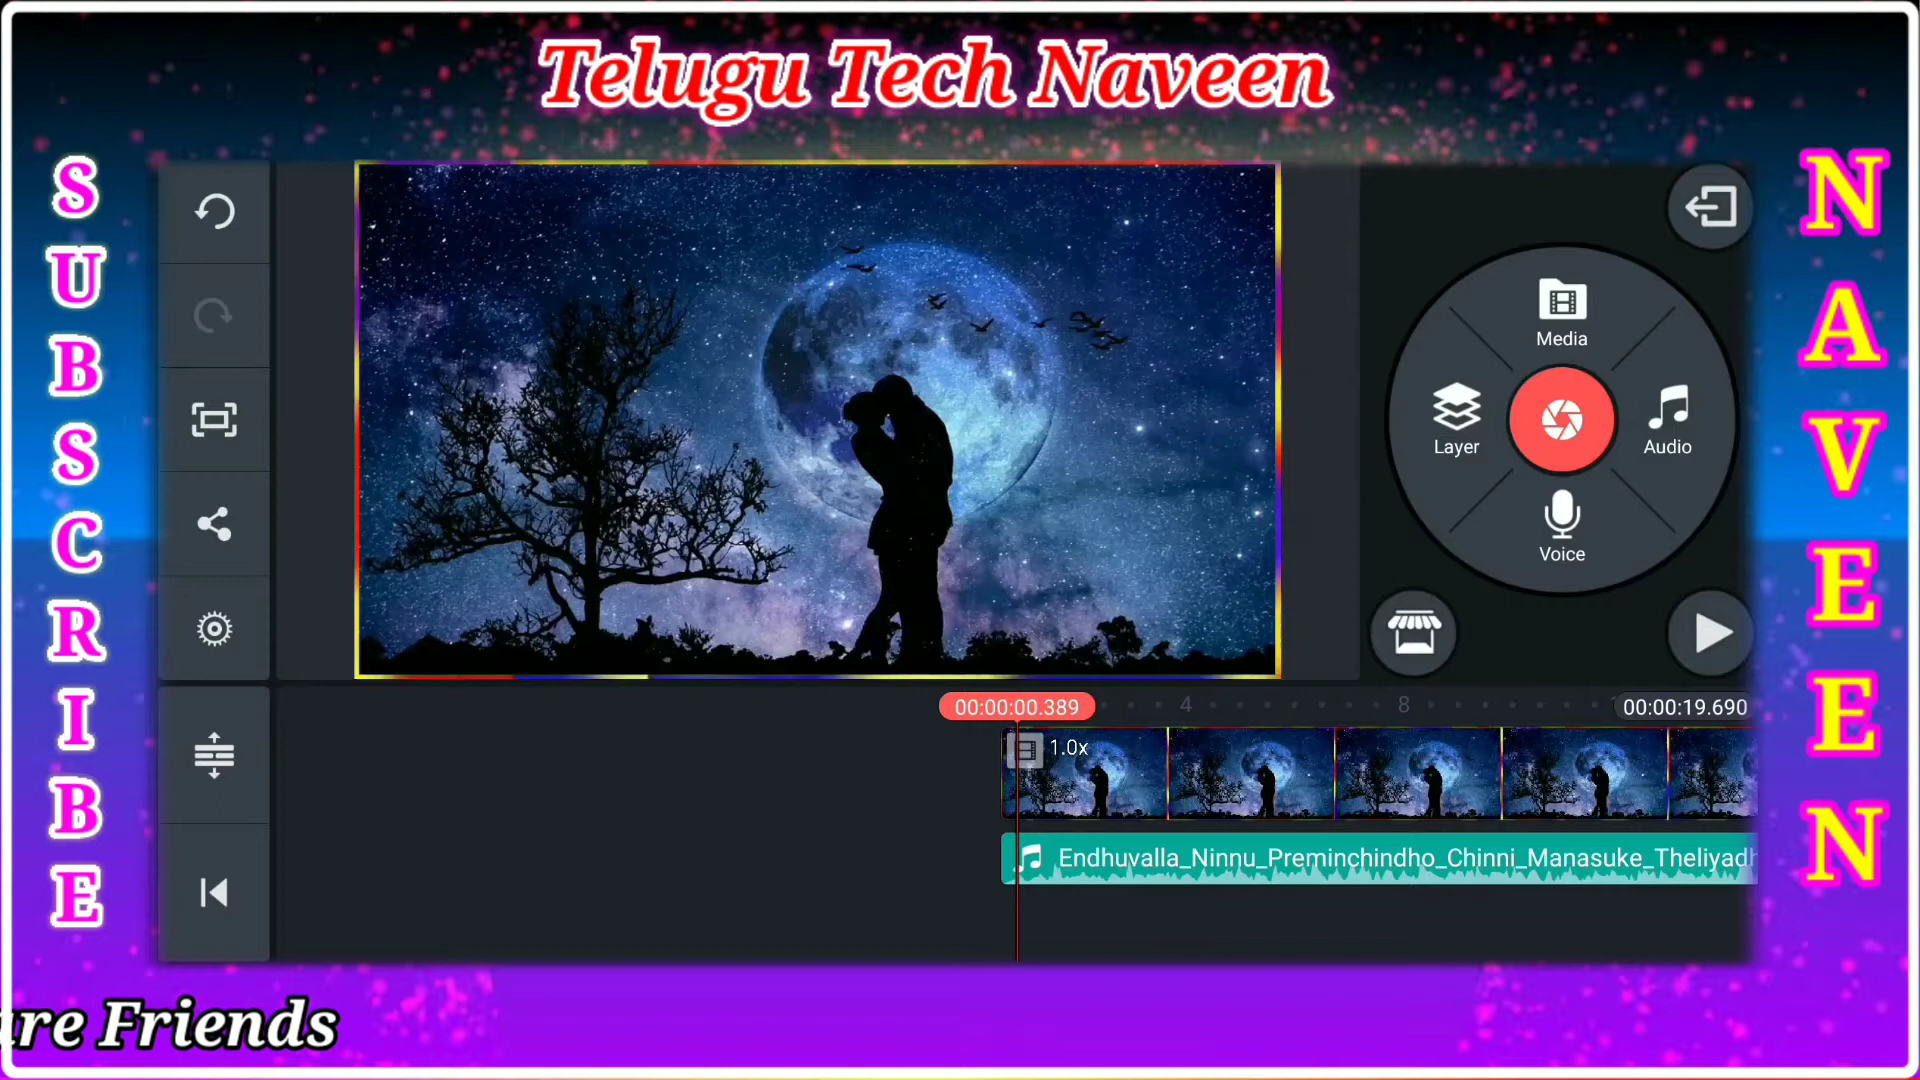 Telugu Tech Naveen
SUBSCRIBE
NAVEEN
Media
Layer
Audio
Voice
00:00:00.389
4
8
00:00:19.690
1.0x
Endhuvalla_Ninnu_Preminchindho_Chinni_Manasuke_Theliyadh
are Friends